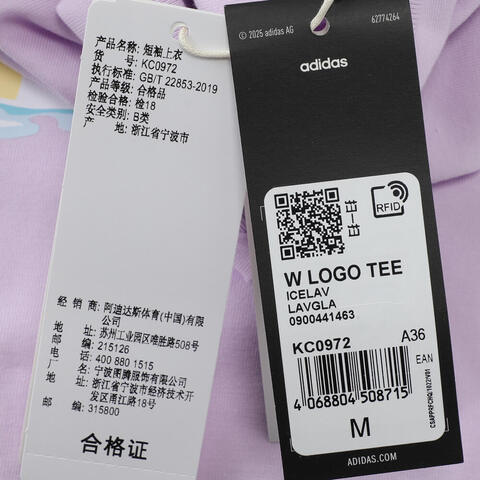 产品名称: 短袖上衣
货 号: KC0972
执行标准: GB/T 22853-2019
产品等级: 合格品
检验合格: 检18
安全类别: B类
产 地: 浙江省宁波市
经 销 商: 阿迪达斯体育(中国)有限
公司
地 址: 苏州工业园区唯胜路508号
邮 编: 215126
电 话: 400 880 1515
厂 名: 宁波图腾服饰有限公司
地 址: 浙江省宁波市经济技术开
发区甬江路18号
邮 编: 315800
合格证
© 2025 adidas AG
62774264
adidas
RFID
W LOGO TEE
ICELAV
LAVGLA
0900441463
KC0972
A36
EAN
4 068804 508715
M
ADIDAS.COM